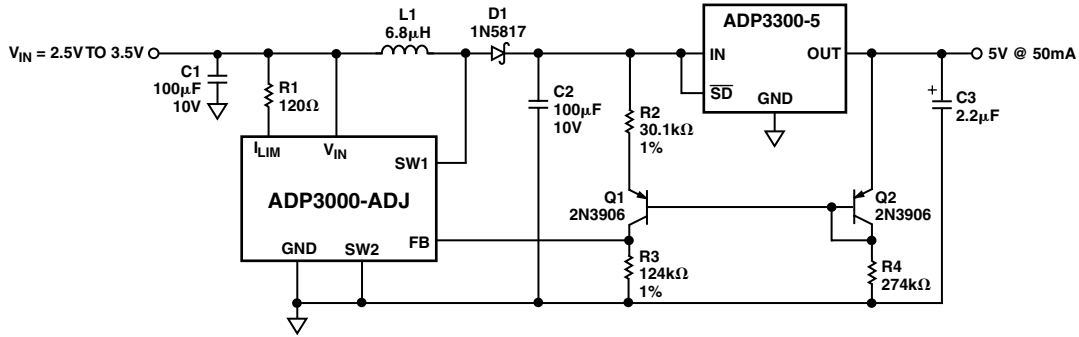 V_IN = 2.5V TO 3.5V
C1
100μF
10V
R1
120Ω
L1
6.8μH
D1
1N5817
C2
100μF
10V
R2
30.1kΩ
1%
ADP3300-5
IN
OUT
SD
GND
5V @ 50mA
+
C3
2.2μF
I_LIM
V_IN
SW1
ADP3000-ADJ
FB
GND
SW2
Q1
2N3906
Q2
2N3906
R3
124kΩ
1%
R4
274kΩ